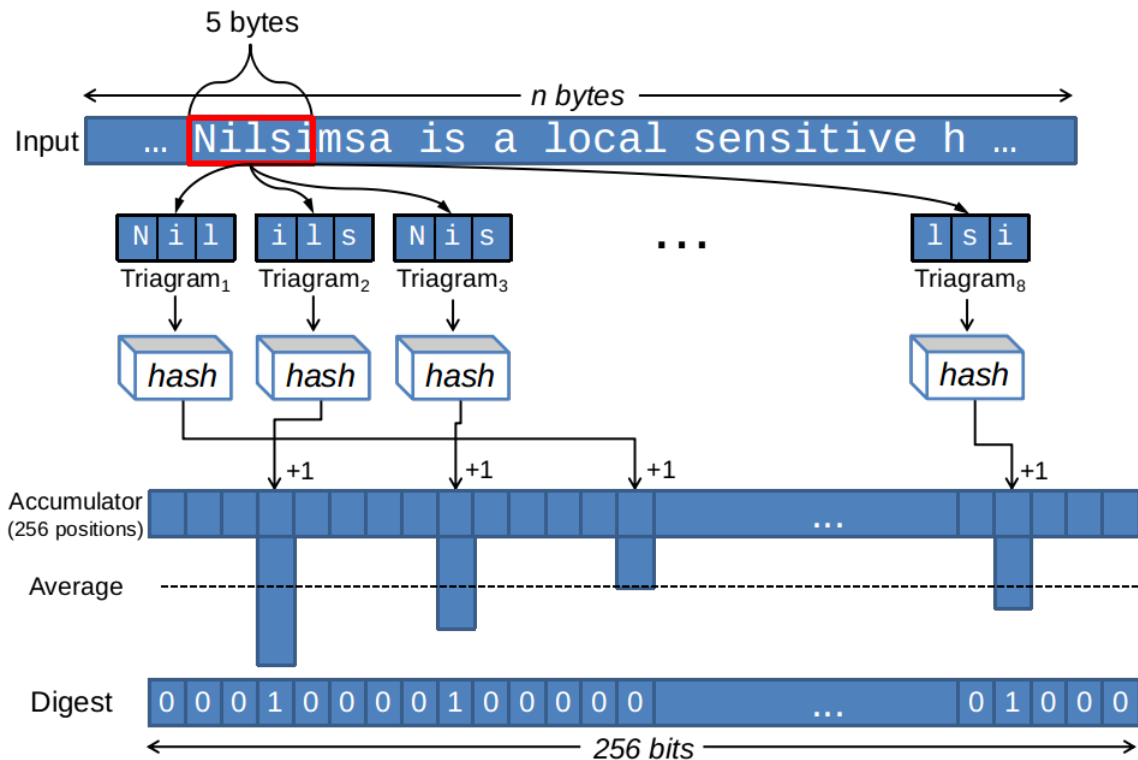 5 bytes
n bytes
Input
... Nilsimsa is a local sensitive h ...
N i l
i l s
N i s
...
l s i
Triagram1
Triagram2
Triagram3
Triagram8
hash
hash
hash
hash
+1
+1
+1
+1
Accumulator
(256 positions)
...
Average
Digest
0 0 0 1 0 0 0 0 1 0 0 0 0 0 ... 0 1 0 0 0
256 bits